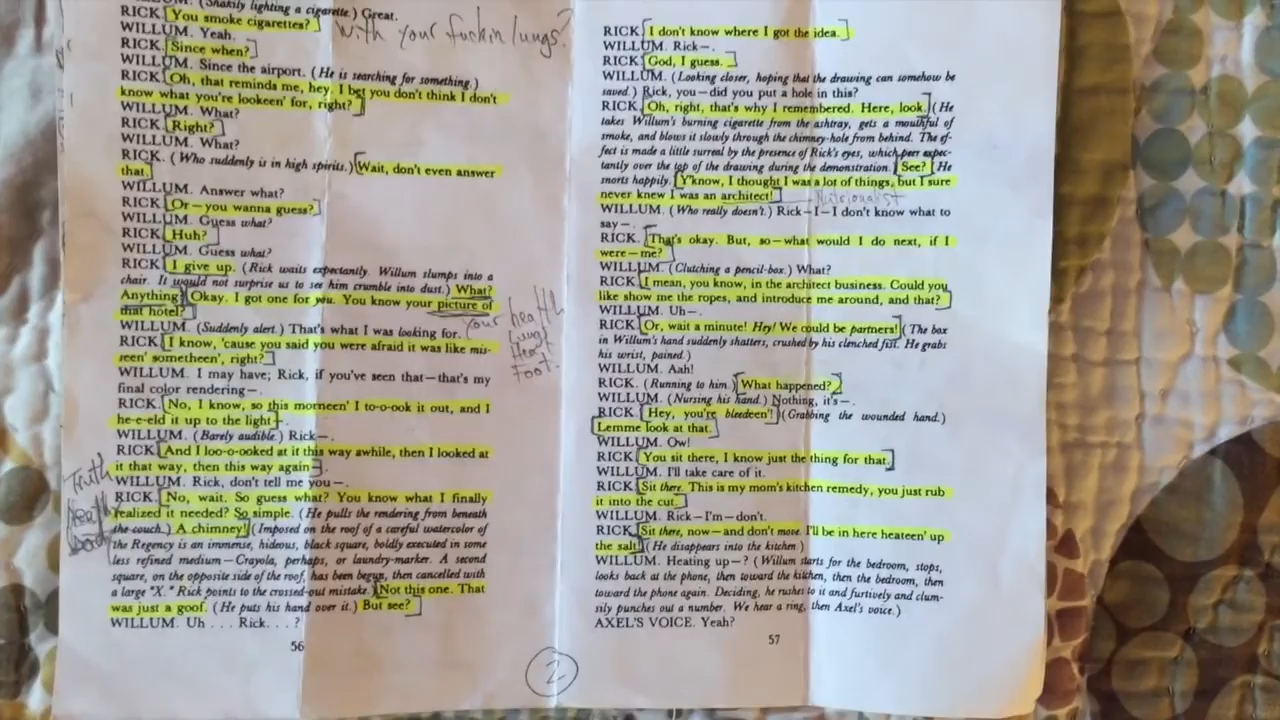 (Shakily lighting a cigarette.) Great.
RICK. You smoke cigarettes?
With your fuckin lungs?
WILLUM. Yeah.
RICK. Since when?
WILLUM. Since the airport. (He is searching for something.)
RICK. Oh, that reminds me, hey, I bet you don't think I don't
know what you're lookeen' for, right?
WILLUM. What?
RICK. Right?
WILLUM. What?
RICK. (Who suddenly is in high spirits.) Wait, don't even answer
that.
WILLUM. Answer what?
RICK. Or—you wanna guess?
WILLUM. Guess what?
RICK. Huh?
WILLUM. Guess what?
RICK. I give up. (Rick waits expectantly. Willum slumps into a
chair. It would not surprise us to see him crumble into dust.) What?
Anything? Okay. I got one for you. You know your picture of
that hotel?
your health
Lungs
Heart
Foot.
WILLUM. (Suddenly alert.) That's what I was looking for.
RICK. I know, 'cause you said you were afraid it was like mis-
seen' sometheen', right?
WILLUM. I may have; Rick, if you've seen that—that's my
final color rendering—.
RICK. No, I know, so this morneen' I to-o-ook it out, and I
he-e-eld it up to the light—.
WILLUM. (Barely audible.) Rick—.
RICK. And I loo-o-ooked at it this way awhile, then I looked at
it that way, then this way again—.
WILLUM. Rick, don't tell me you—.
Truth
RICK. No, wait. So guess what? You know what I finally
realized it needed? So simple. (He pulls the rendering from beneath
the couch.) A chimney! (Imposed on the roof of a careful watercolor of
the Regency is an immense, hideous, black square, boldly executed in some
less refined medium—Crayola, perhaps, or laundry-marker. A second
square, on the opposite side of the roof, has been begun, then cancelled with
a large "X." Rick points to the crossed-out mistake.) Not this one. That
was just a goof. (He puts his hand over it.) But see?
WILLUM. Uh . . . Rick. . . ?
56
2
RICK. I don't know where I got the idea.
WILLUM. Rick—.
RICK. God, I guess.
WILLUM. (Looking closer, hoping that the drawing can somehow be
saved.) Rick, you—did you put a hole in this?
RICK. Oh, right, that's why I remembered. Here, look. (He
takes Willum's burning cigarette from the ashtray, gets a mouthful of
smoke, and blows it slowly through the chimney-hole from behind. The ef-
fect is made a little surreal by the presence of Rick's eyes, which peer expec-
tantly over the top of the drawing during the demonstration. See? He
snorts happily. Y'know, I thought I was a lot of things, but I sure
never knew I was an architect!
Nutrionalist
WILLUM. (Who really doesn't.) Rick—I—I don't know what to
say—.
RICK. That's okay. But, so—what would I do next, if I
were—me?
WILLUM. (Clutching a pencil-box.) What?
RICK. I mean, you know, in the architect business. Could you
like show me the ropes, and introduce me around, and that?
WILLUM. Uh—.
RICK. Or, wait a minute! Hey! We could be partners! (The box
in Willum's hand suddenly shatters, crushed by his clenched fist. He grabs
his wrist, pained.)
WILLUM. Aah!
RICK. (Running to him.) What happened?
WILLUM. (Nursing his hand.) Nothing, it's—.
RICK. Hey, you're bleedeen'! (Grabbing the wounded hand.)
Lemme look at that.
WILLUM. Ow!
RICK. You sit there, I know just the thing for that.
WILLUM. I'll take care of it.
RICK. Sit there. This is my mom's kitchen remedy, you just rub
it into the cut.
WILLUM. Rick—I'm—don't.
RICK. Sit there, now—and don't move. I'll be in here heateen' up
the salt! (He disappears into the kitchen.)
WILLUM. Heating up—? (Willum starts for the bedroom, stops,
looks back at the phone, then toward the kitchen, then the bedroom, then
toward the phone again. Deciding, he rushes to it and furtively and clum-
sily punches out a number. We hear a ring, then Axel's voice.)
AXEL'S VOICE. Yeah?
57